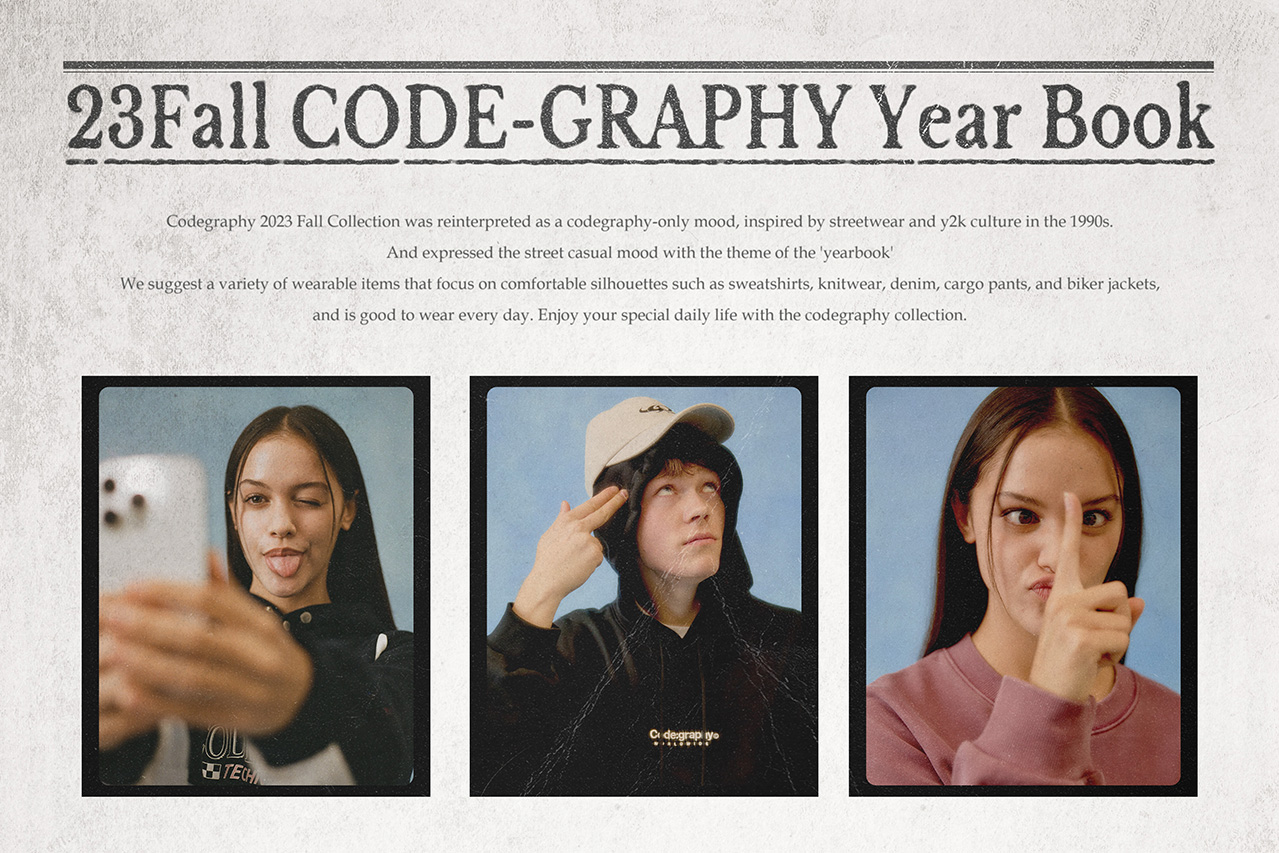 23Fall CODE-GRAPHY Year Book
Codegraphy 2023 Fall Collection was reinterpreted as a codegraphy-only mood, inspired by streetwear and y2k culture in the 1990s.
And expressed the street casual mood with the theme of the 'yearbook'
We suggest a variety of wearable items that focus on comfortable silhouettes such as sweatshirts, knitwear, denim, cargo pants, and biker jackets,
and is good to wear every day. Enjoy your special daily life with the codegraphy collection.
Code:graphy